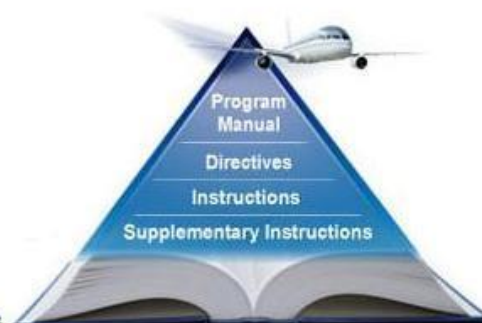 Program
Manual
Directives
Instructions
Supplementary Instructions